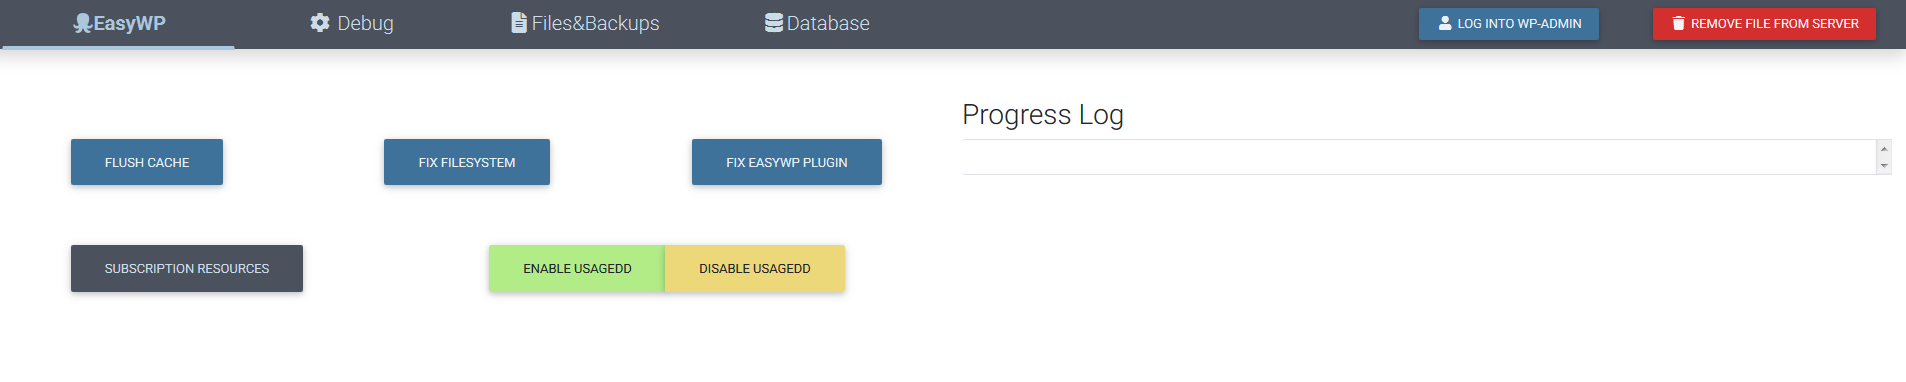 EasyWP
Debug
Files&Backups
Database
LOG INTO WP-ADMIN
REMOVE FILE FROM SERVER
Progress Log
FLUSH CACHE
FIX FILESYSTEM
FIX EASYWP PLUGIN
SUBSCRIPTION RESOURCES
ENABLE USAGEDD
DISABLE USAGEDD